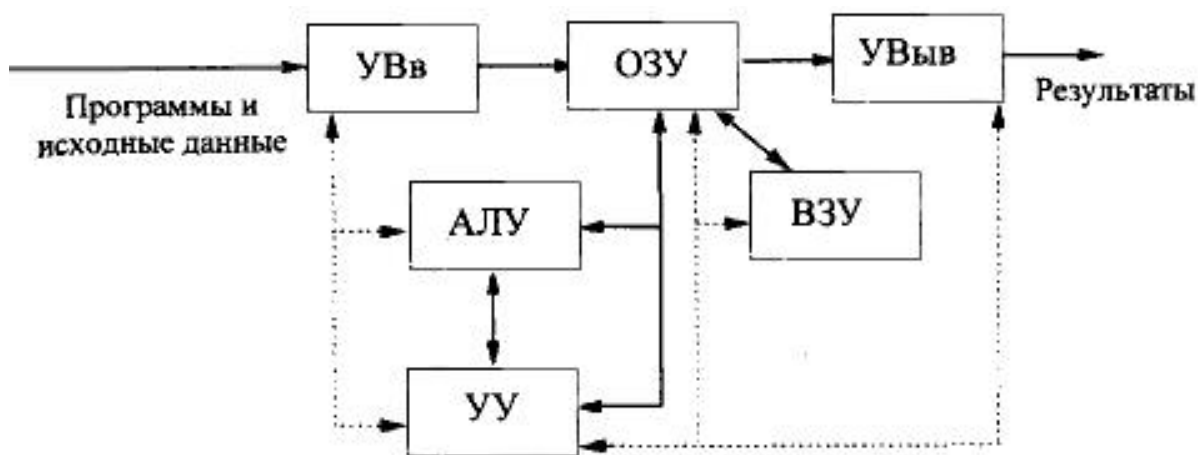 УВв
ОЗУ
УВыв
Программы и
исходные данные
Результаты
АЛУ
ВЗУ
УУ